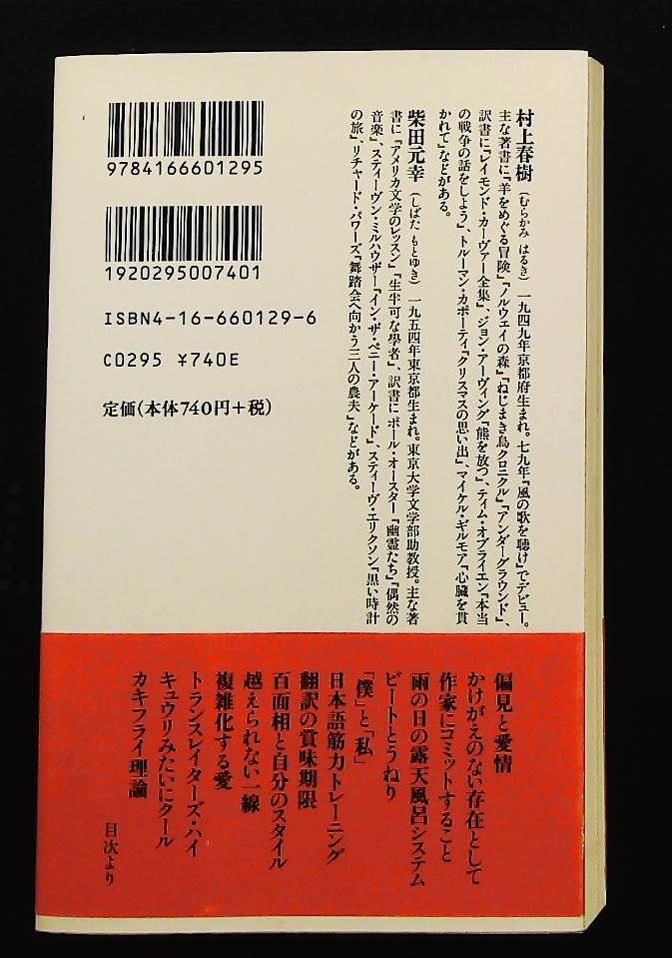 村上春樹(むらかみ はるき) 一九四九年京都府生まれ。七九年『風の歌を聴け』でデビュー。
主な著書に『羊をめぐる冒険』『ノルウェイの森』『ねじまき鳥クロニクル』『アンダーグラウンド』、
訳書に『レイモンド・カーヴァー全集』、ジョン・アーヴィング『熊を放つ』、ティム・オブライエン『本当
の戦争の話をしよう』、トルーマン・カポーティ『クリスマスの思い出』、マイケル・ギルモア『心臓を貫
かれて』などがある。
柴田元幸(しばた もとゆき) 一九五四年東京都生まれ。東京大学文学部助教授。主な著
書に『アメリカ文学のレッスン』『生半可な學者』、訳書にポール・オースター『幽霊たち』『偶然の
音楽』、スティーヴン・ミルハウザー『イン・ザ・ペニー・アーケード』、スティーヴ・エリクソン『黒い時計
の旅』、リチャード・パワーズ『舞踏会へ向かう三人の農夫』などがある。
9784166601295
1920295007401
ISBN4-16-660129-6
C0295 ¥740E
定価(本体740円+税)
偏見と愛情
かけがえのない存在として
作家にコミットすること
雨の日の露天風呂システム
ビートとうねり
「僕」と「私」
日本語筋力トレーニング
翻訳の賞味期限
百面相と自分のスタイル
越えられない一線
複雑化する愛
トランスレイターズ・ハイ
キュウリみたいにクール
カキフライ理論
目次より